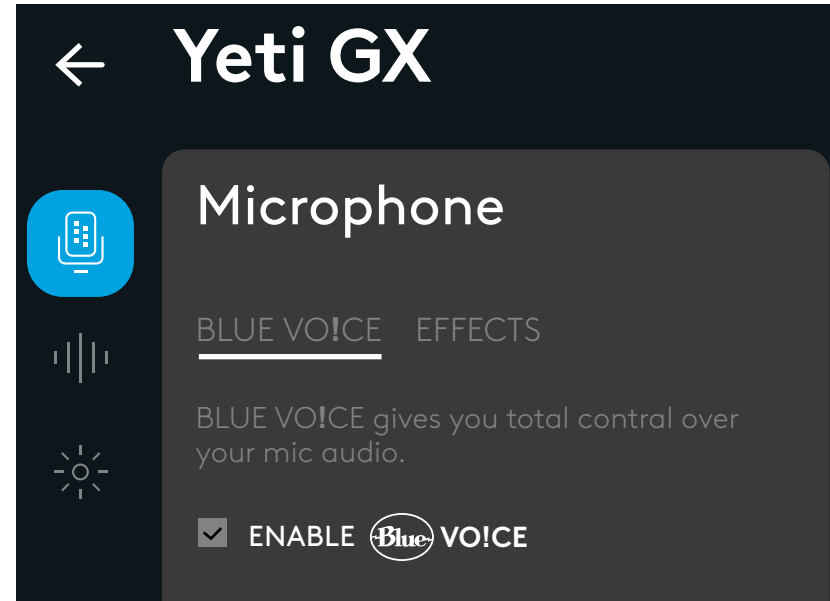 Yeti GX
Microphone
BLUE VO!CE EFFECTS
BLUE VO!CE gives you total contral over
your mic audio.
ENABLE Blue VO!CE